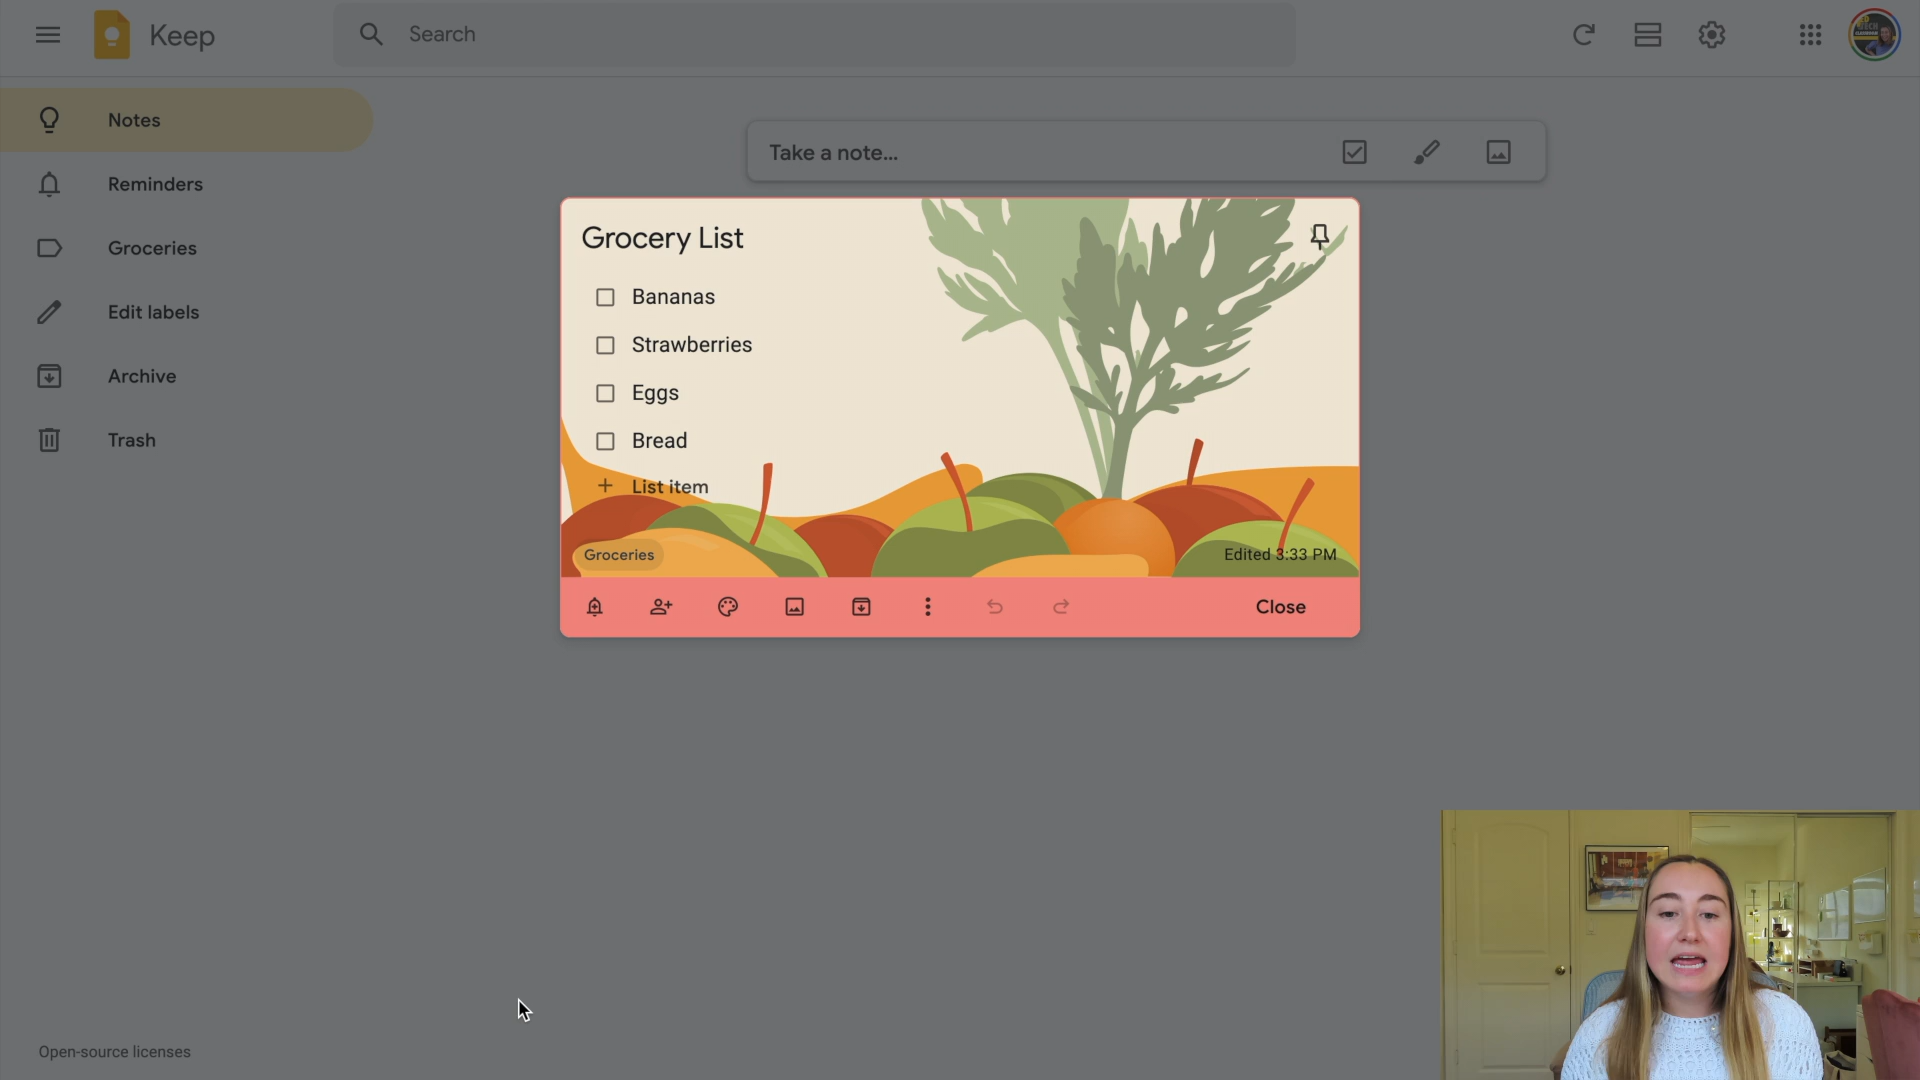 Keep
Search
Notes
Reminders
Groceries
Edit labels
Archive
Trash
Take a note...
Grocery List
Bananas
Strawberries
Eggs
Bread
+ List item
Groceries
Edited 3:33 PM
Close
Open-source licenses